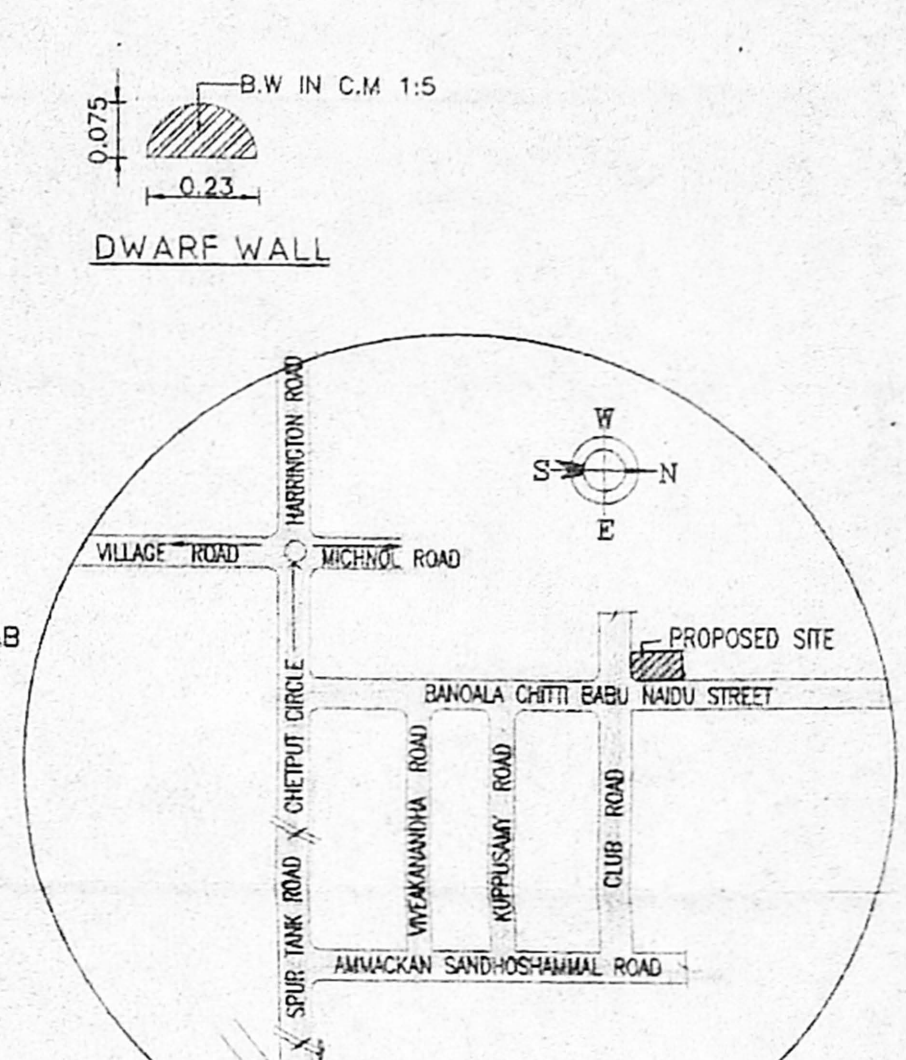 B.W IN C.M 1:5
0.075
0.23
DWARF WALL
HARRINGTON ROAD
W
S
N
E
VILLAGE ROAD
MICHNOL ROAD
PROPOSED SITE
BANOALA CHITTI BABU NAIDU STREET
CHETPUT CIRCLE
VIVEAKANANDHA ROAD
KUPPUSAMY ROAD
CLUB ROAD
SPUR TANK ROAD
AMMACKAN SANDHOSHAMMAL ROAD